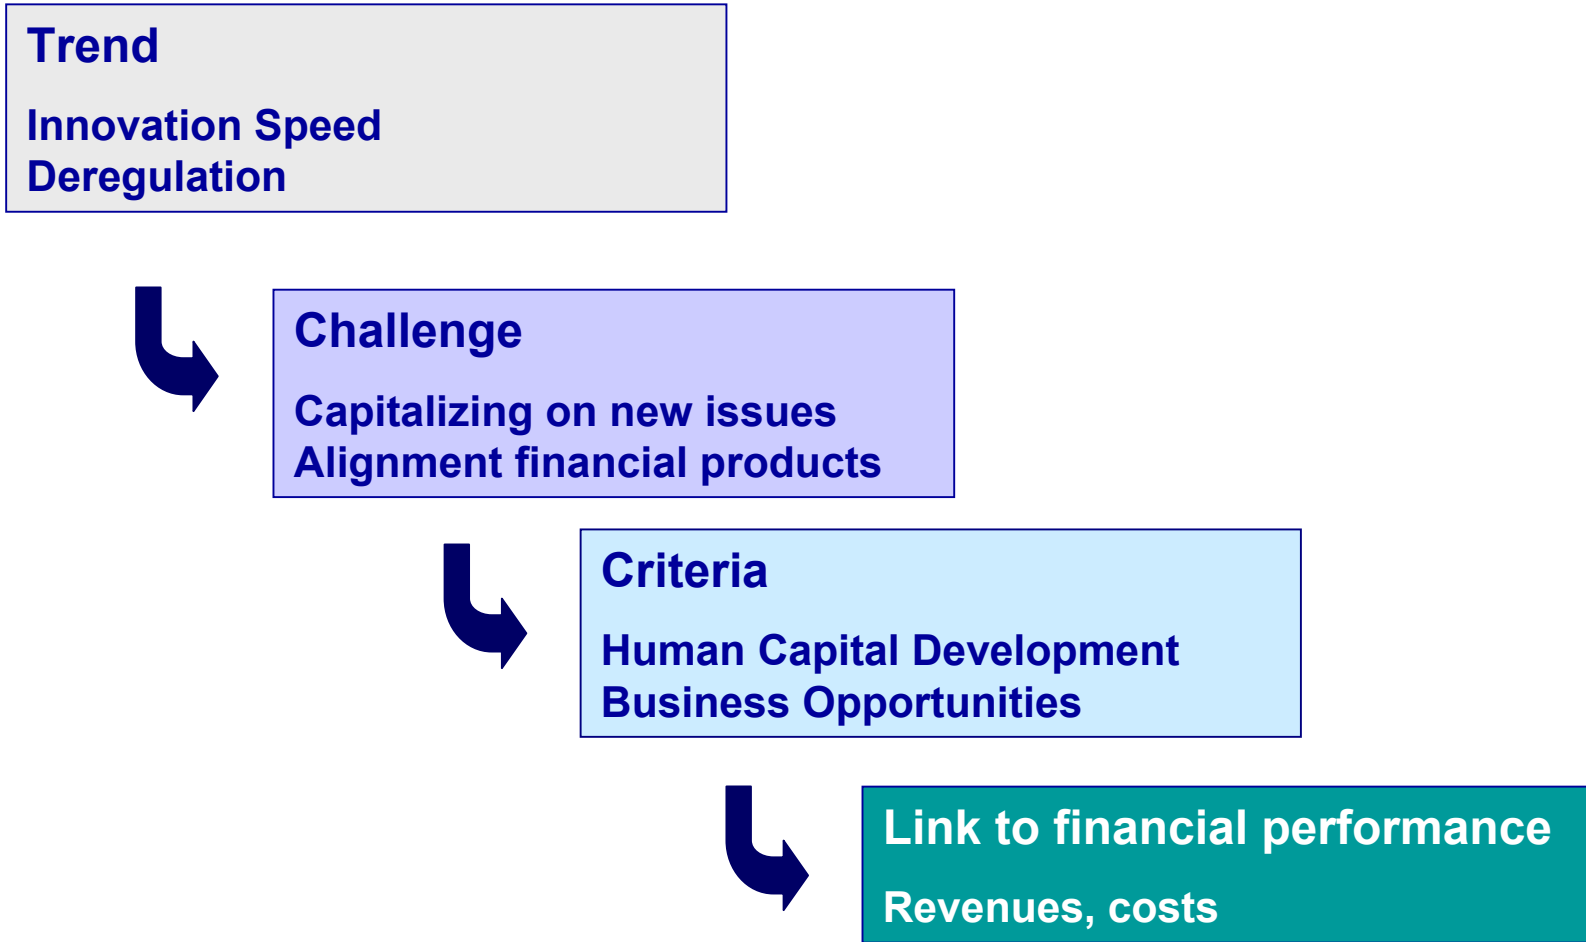 Trend
Innovation Speed
Deregulation
Challenge
Capitalizing on new issues
Alignment financial products
Criteria
Human Capital Development
Business Opportunities
Link to financial performance
Revenues, costs